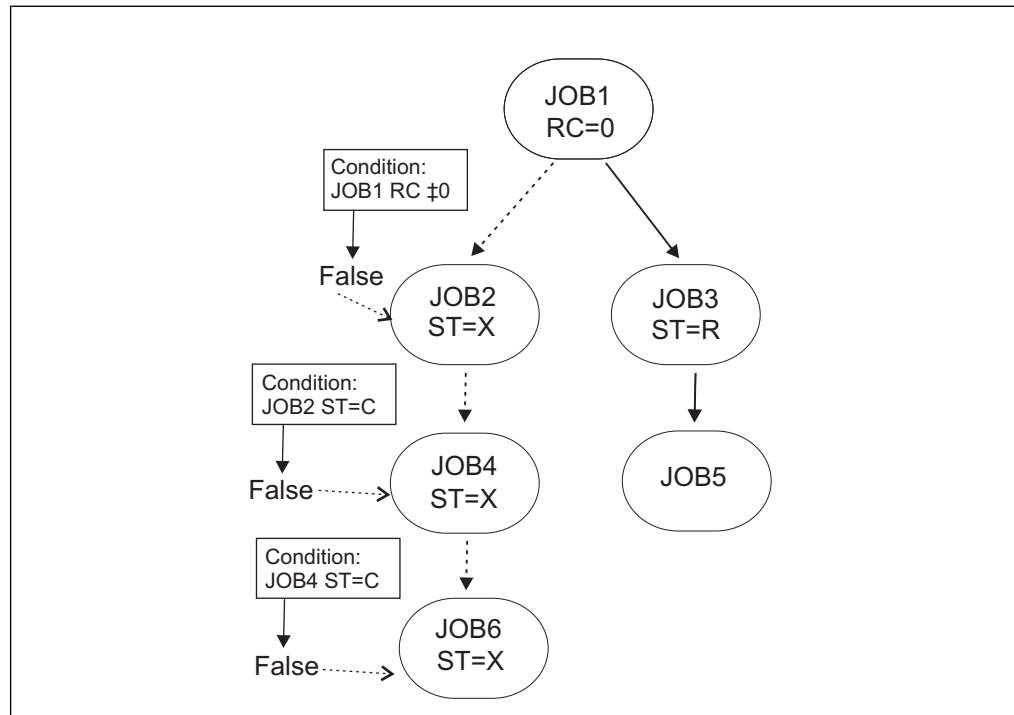 JOB1
RC=0
Condition:
JOB1 RC ‡0
False
JOB2
ST=X
JOB3
ST=R
Condition:
JOB2 ST=C
False
JOB4
ST=X
JOB5
Condition:
JOB4 ST=C
False
JOB6
ST=X